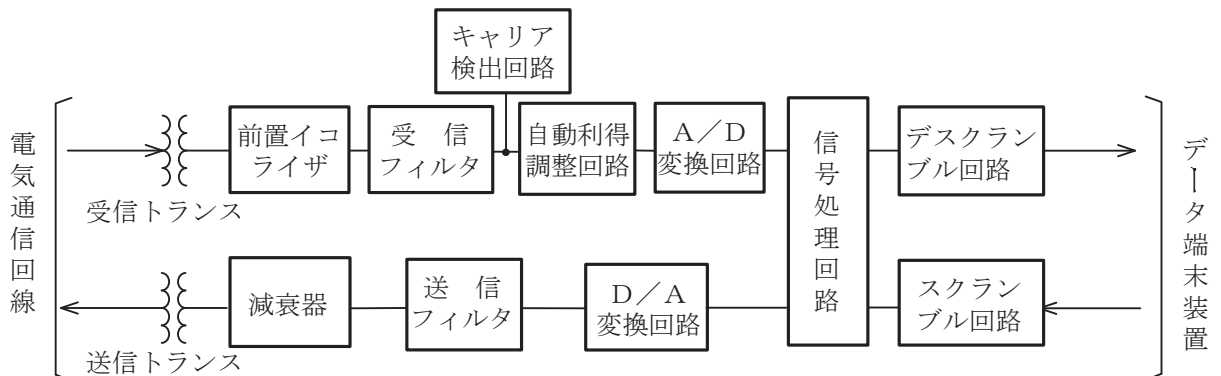 キャリア
検出回路
電気通信回線
前置イコ
ライザ
受　信
フィルタ
自動利得
調整回路
A／D
変換回路
信号処理回路
デスクラン
ブル回路
データ端末装置
受信トランス
減衰器
送　信
フィルタ
D／A
変換回路
スクラン
ブル回路
送信トランス